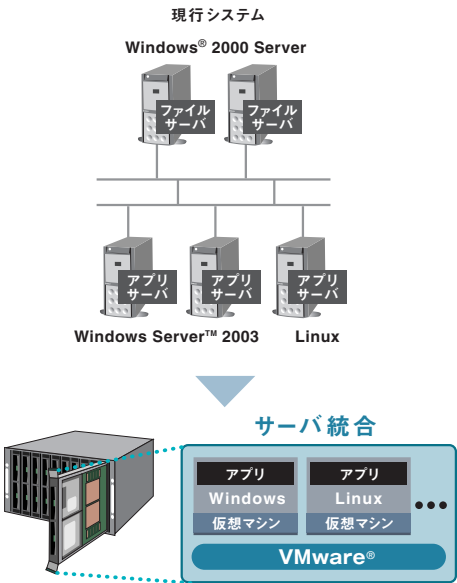 現行システム
Windows® 2000 Server
ファイル
サーバ
ファイル
サーバ
アプリ
サーバ
アプリ
サーバ
アプリ
サーバ
Windows Server™ 2003
Linux
サーバ統合
アプリ
Windows
仮想マシン
アプリ
Linux
仮想マシン
•••
VMware®